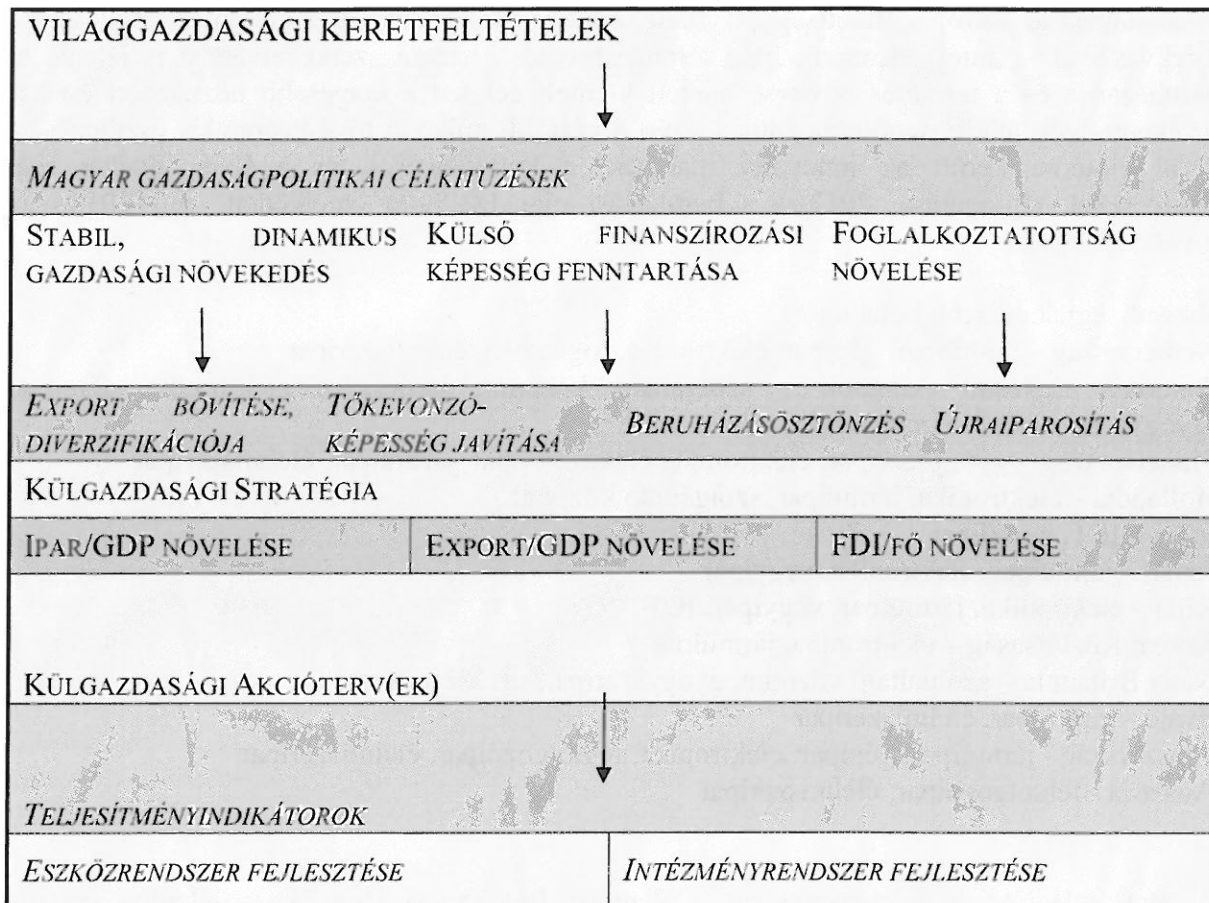 VILÁGGAZDASÁGI KERETFELTÉTELEK
MAGYAR GAZDASÁGPOLITIKAI CÉLKITŰZÉSEK
STABIL, DINAMIKUS
GAZDASÁGI NÖVEKEDÉS
KÜLSŐ FINANSZÍROZÁSI
KÉPESSÉG FENNTARTÁSA
FOGLALKOZTATOTTSÁG
NÖVELÉSE
EXPORT BŐVÍTÉSE,
DIVERZIFIKÁCIÓJA
TŐKEVONZÓ-
KÉPESSÉG JAVÍTÁSA
BERUHÁZÁSÖSZTÖNZÉS
ÚJRAIPAROSÍTÁS
KÜLGAZDASÁGI STRATÉGIA
IPAR/GDP NÖVELÉSE
EXPORT/GDP NÖVELÉSE
FDI/FŐ NÖVELÉSE
KÜLGAZDASÁGI AKCIÓTERV(EK)
TELJESÍTMÉNYINDIKÁTOROK
ESZKÖZRENDSZER FEJLESZTÉSE
INTÉZMÉNYRENDSZER FEJLESZTÉSE